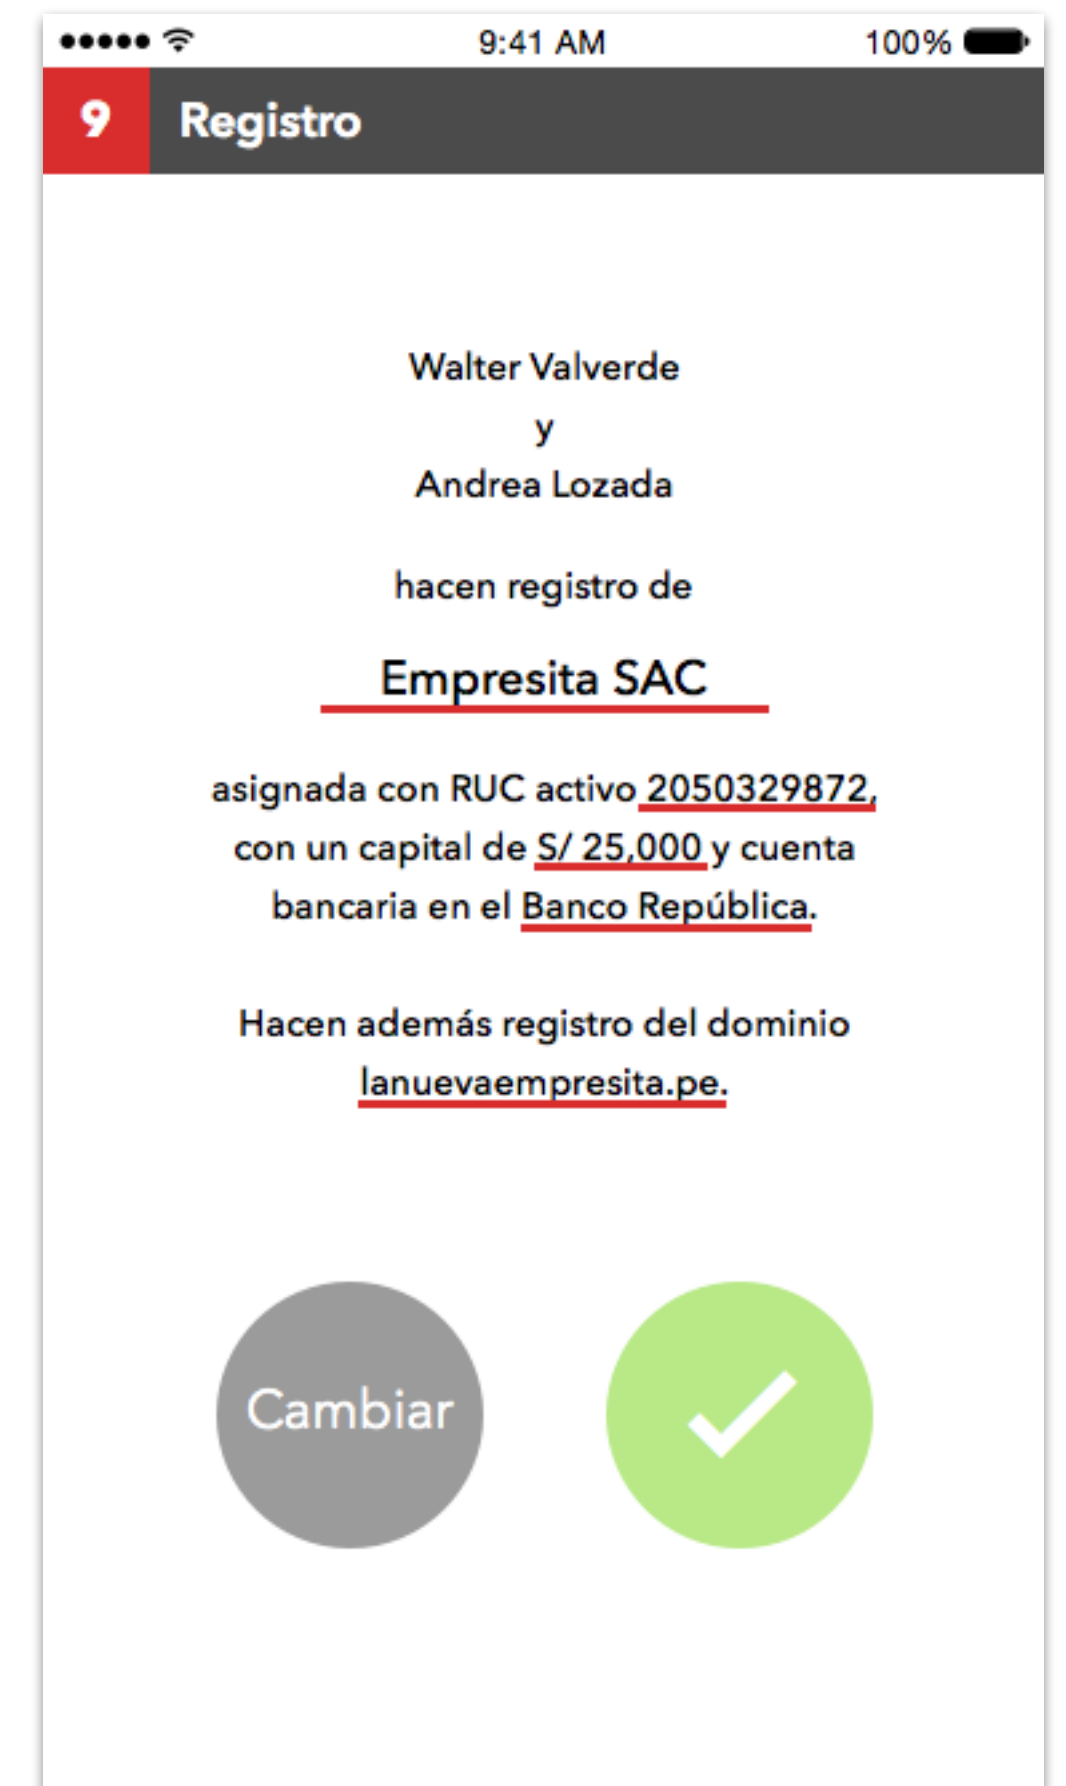 9:41 AM 100%
9 Registro
Walter Valverde
y
Andrea Lozada
hacen registro de
Empresita SAC
asignada con RUC activo 2050329872,
con un capital de S/ 25,000 y cuenta
bancaria en el Banco República.
Hacen además registro del dominio
lanuevaempresita.pe.
Cambiar